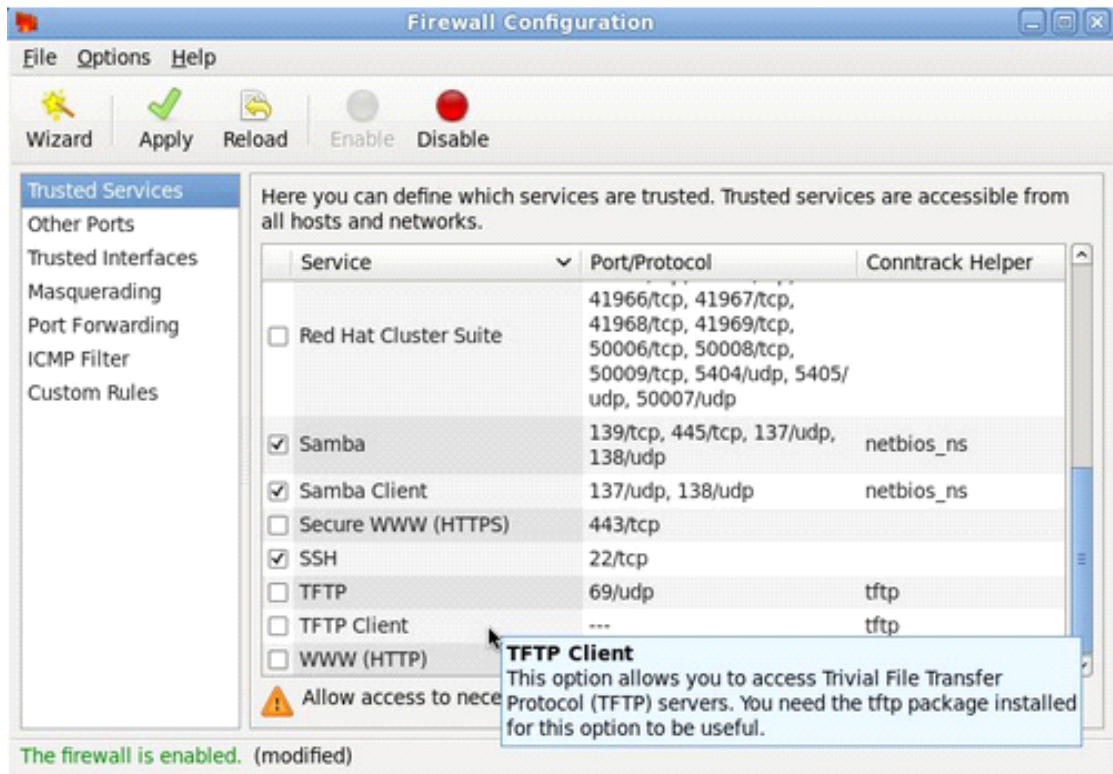 Firewall Configuration
File Options Help
Wizard Apply Reload Enable Disable
Trusted Services
Other Ports
Trusted Interfaces
Masquerading
Port Forwarding
ICMP Filter
Custom Rules
Here you can define which services are trusted. Trusted services are accessible from
all hosts and networks.
Service Port/Protocol Conntrack Helper
Red Hat Cluster Suite
41966/tcp, 41967/tcp,
41968/tcp, 41969/tcp,
50006/tcp, 50008/tcp,
50009/tcp, 5404/udp, 5405/
udp, 50007/udp
Samba
139/tcp, 445/tcp, 137/udp,
138/udp
netbios_ns
Samba Client 137/udp, 138/udp netbios_ns
Secure WWW (HTTPS) 443/tcp
SSH 22/tcp
TFTP 69/udp tftp
TFTP Client --- tftp
WWW (HTTP)
TFTP Client
This option allows you to access Trivial File Transfer
Protocol (TFTP) servers. You need the tftp package installed
for this option to be useful.
Allow access to nece
The firewall is enabled. (modified)